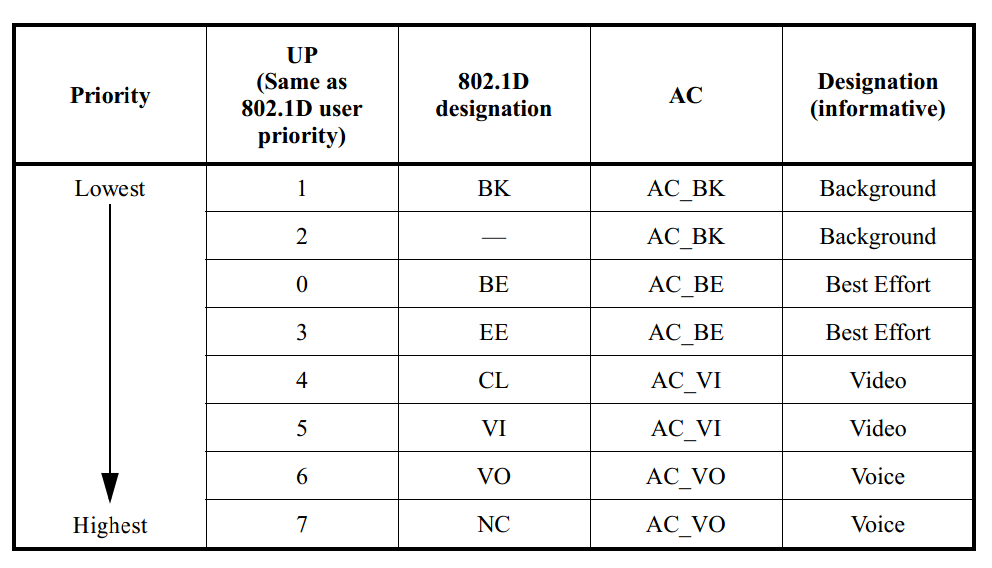 Priority
UP
(Same as
802.1D user
priority)
802.1D
designation
AC
Designation
(informative)
Lowest
1 BK AC_BK Background
2 — AC_BK Background
0 BE AC_BE Best Effort
3 EE AC_BE Best Effort
4 CL AC_VI Video
5 VI AC_VI Video
6 VO AC_VO Voice
Highest
7 NC AC_VO Voice